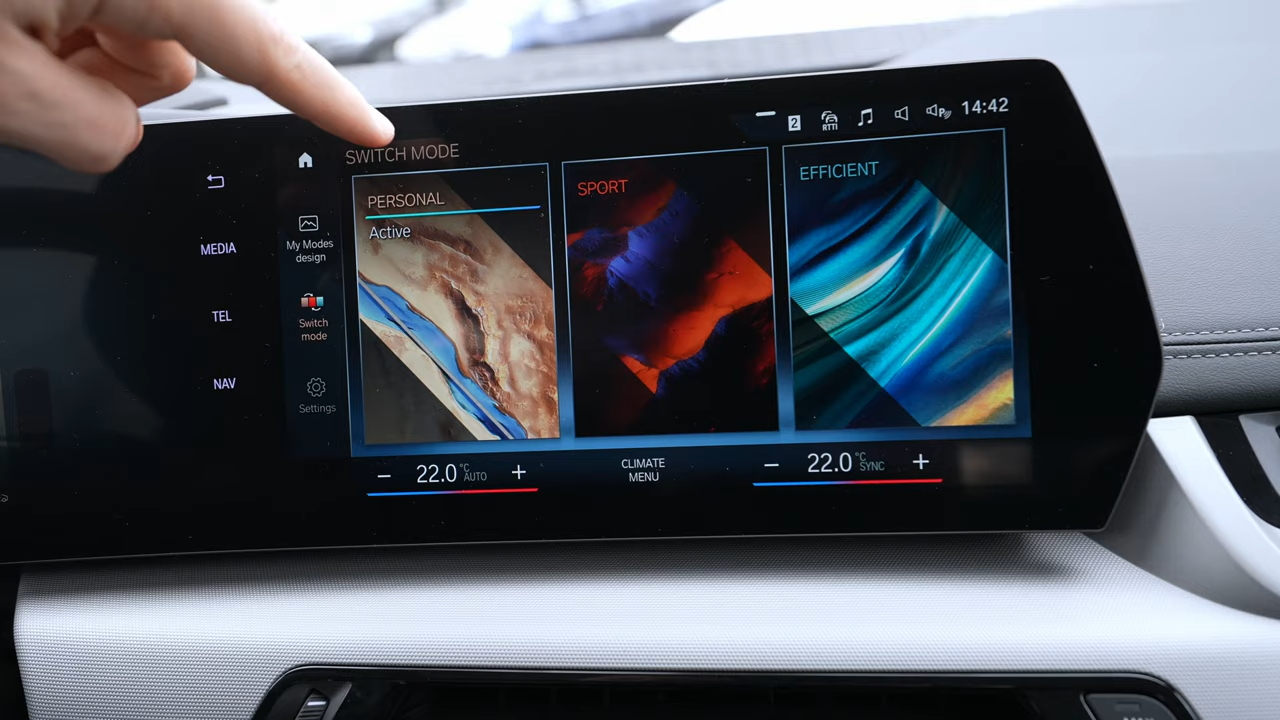 2
RTTI
P
14:42
SWITCH MODE
MEDIA
TEL
NAV
My Modes
design
Switch
mode
Settings
PERSONAL
Active
SPORT
EFFICIENT
− 22.0 °C AUTO +
CLIMATE
MENU
− 22.0 °C SYNC +